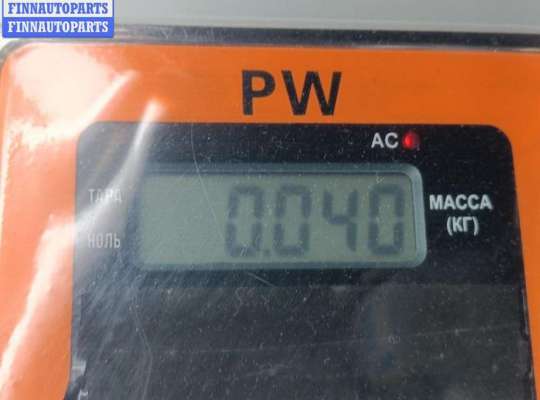 FINNAUTOPARTS
FINNAUTOPARTS
PW
AC
ТАРА
0.040
МАССА
(КГ)
НОЛЬ